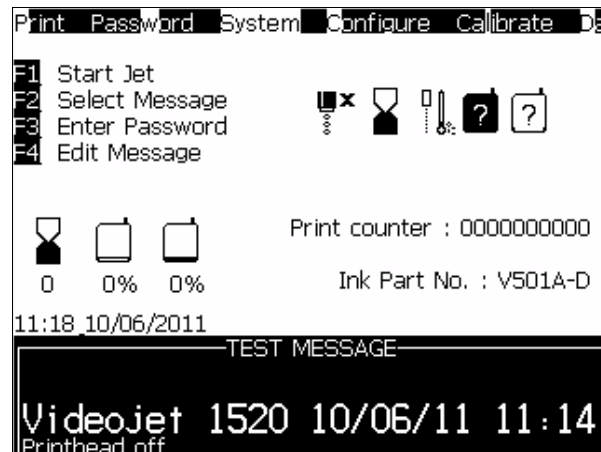 Print Password System Configure Calibrate Da
F1 Start Jet
F2 Select Message
F3 Enter Password
F4 Edit Message
? ?
Print counter : 0000000000
0 0% 0% Ink Part No. : V501A-D
11:18 10/06/2011
TEST MESSAGE
Videojet 1520 10/06/11 11:14
Printhead off